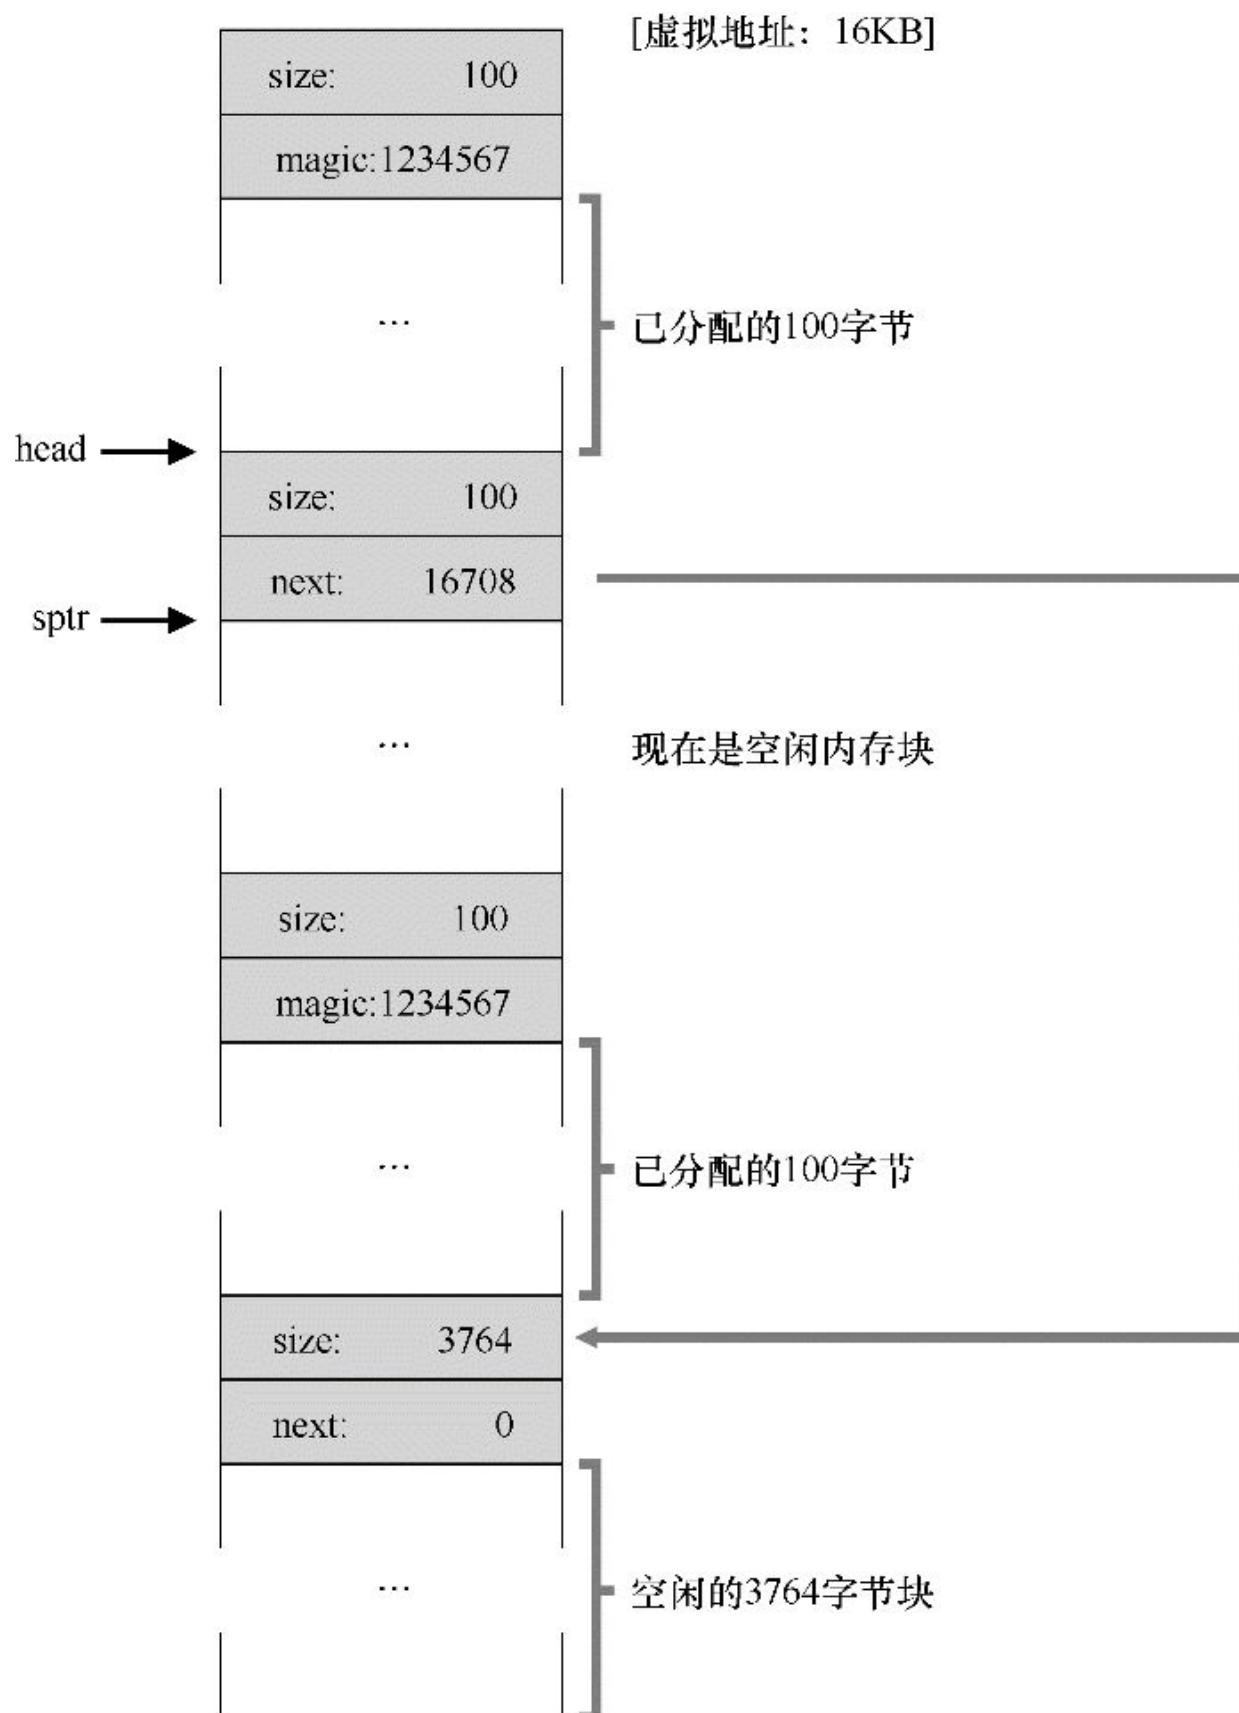 [虚拟地址：16KB]
size: 100
magic:1234567
...
已分配的100字节
head
size: 100
next: 16708
sptr
...
现在是空闲内存块
size: 100
magic:1234567
...
已分配的100字节
size: 3764
next: 0
...
空闲的3764字节块